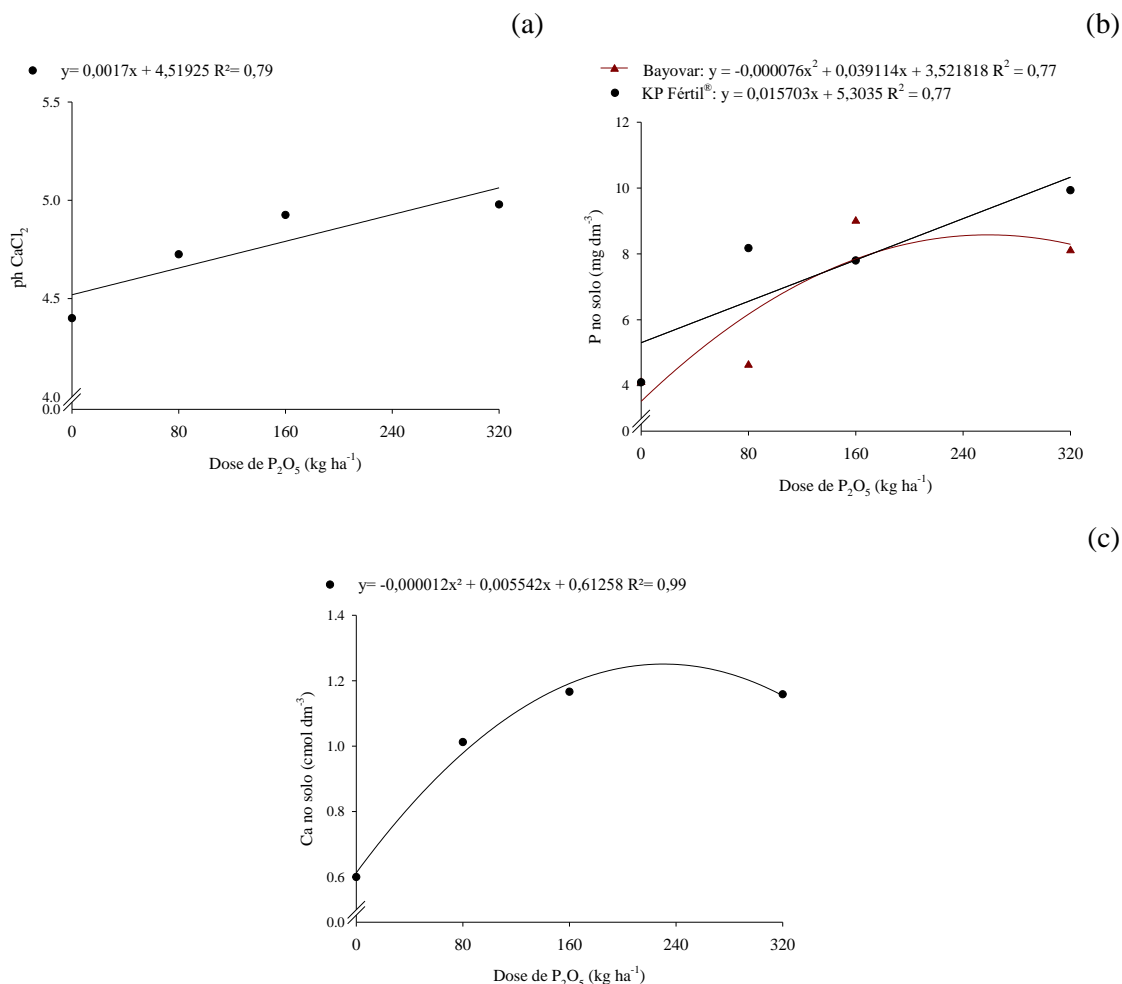 (a)
y= 0,0017x + 4,51925 R²= 0,79
5.5
5.0
4.5
4.0
0.0
0 80 160 240 320
ph CaCl₂
Dose de P₂O₅ (kg ha⁻¹)
(b)
Bayovar: y = -0,000076x² + 0,039114x + 3,521818 R² = 0,77
KP Fértil®: y = 0,015703x + 5,3035 R² = 0,77
12
10
8
6
4
0
0 80 160 240 320
P no solo (mg dm⁻³)
Dose de P₂O₅ (kg ha⁻¹)
(c)
y= -0,000012x² + 0,005542x + 0,61258 R²= 0,99
1.4
1.2
1.0
0.8
0.6
0.0
0 80 160 240 320
Ca no solo (cmol dm⁻³)
Dose de P₂O₅ (kg ha⁻¹)